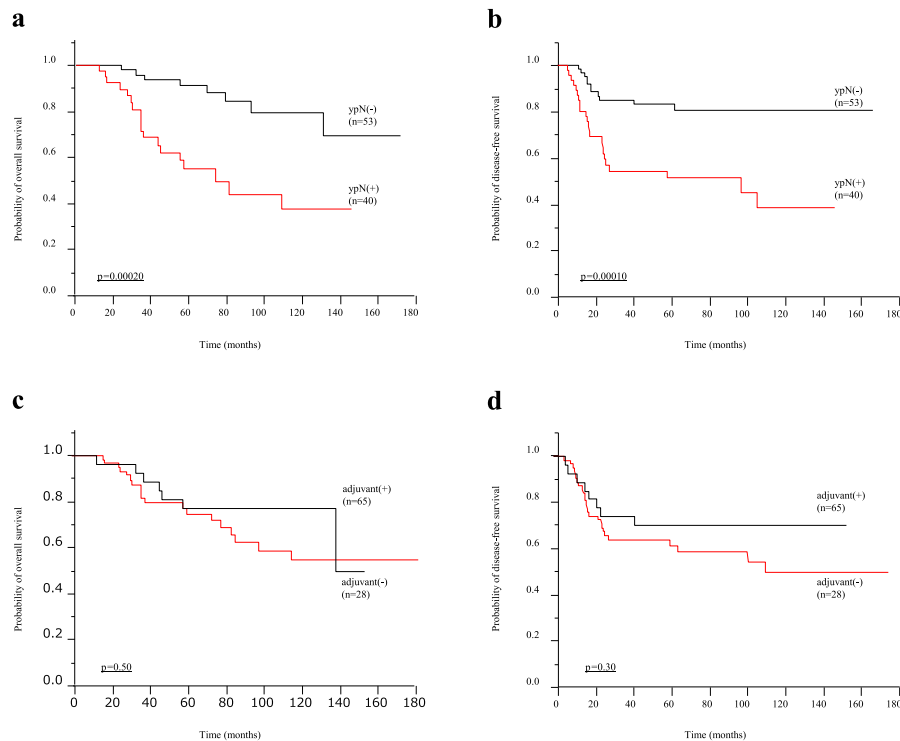 a
Probability of overall survival
1.0
0.8
0.6
0.4
0.2
0.0
ypN(-)
(n=53)
ypN(+)
(n=40)
p=0.00020
0 20 40 60 80 100 120 140 160 180
Time (months)
b
Probability of disease-free survival
1.0
0.8
0.6
0.4
0.2
0.0
ypN(-)
(n=53)
ypN(+)
(n=40)
p=0.00010
0 20 40 60 80 100 120 140 160 180
Time (months)
c
Probability of overall survival
1.0
0.8
0.6
0.4
0.2
0.0
adjuvant(+)
(n=65)
adjuvant(-)
(n=28)
p=0.50
0 20 40 60 80 100 120 140 160 180
Time (months)
d
Probability of disease-free survival
1.0
0.8
0.6
0.4
0.2
0.0
adjuvant(+)
(n=65)
adjuvant(-)
(n=28)
p=0.30
0 20 40 60 80 100 120 140 160 180
Time (months)